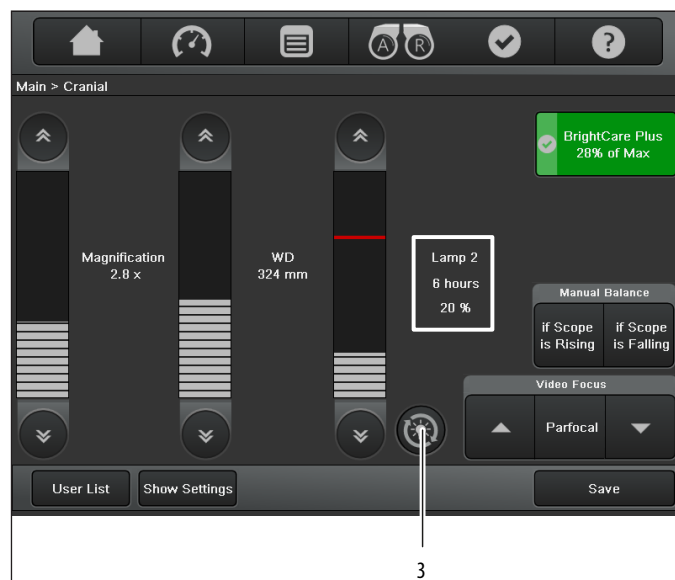 A R
?
Main > Cranial
BrightCare Plus
28% of Max
Magnification
2.8 x
WD
324 mm
Lamp 2
6 hours
20 %
Manual Balance
if Scope
is Rising
if Scope
is Falling
Video Focus
Parfocal
User List
Show Settings
Save
3